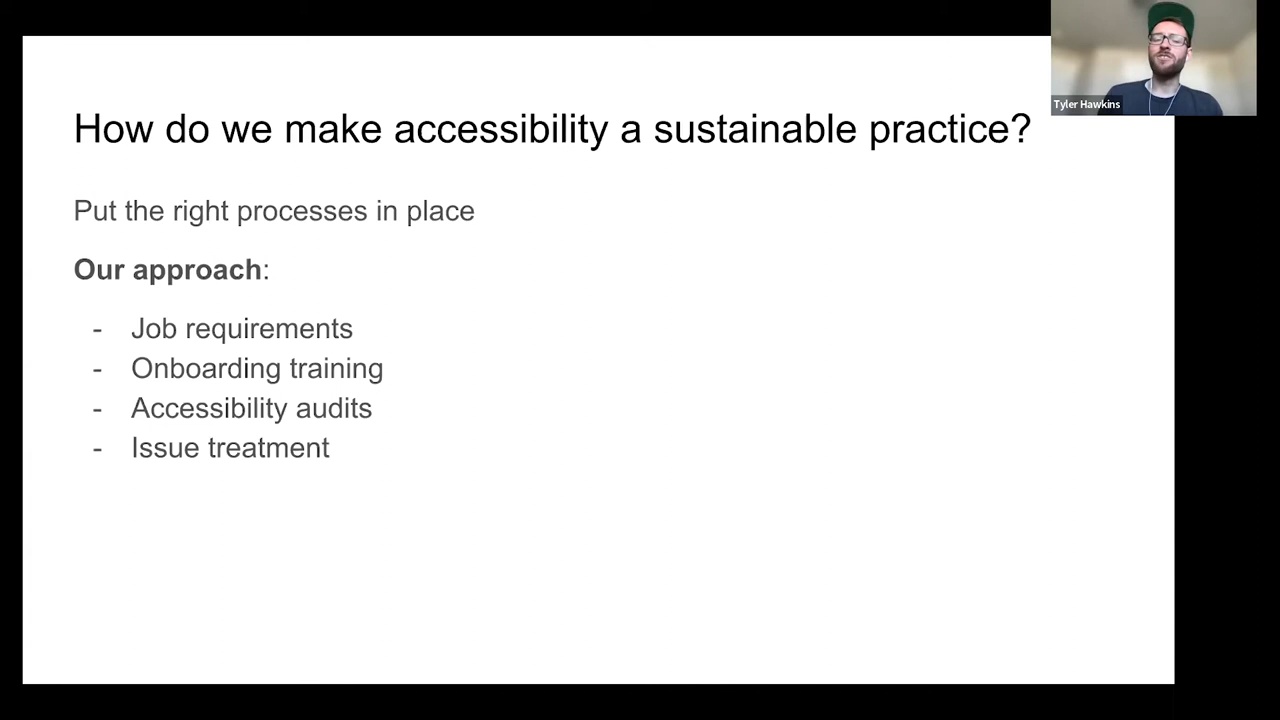 Tyler Hawkins
How do we make accessibility a sustainable practice?
Put the right processes in place
Our approach:
- Job requirements
- Onboarding training
- Accessibility audits
- Issue treatment